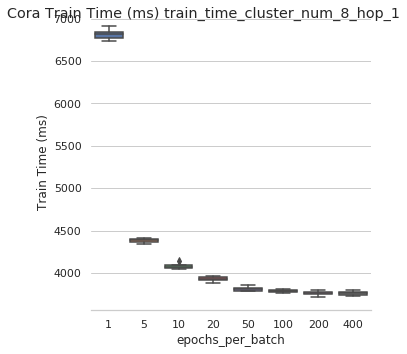 Cora Train Time (ms) train_time_cluster_num_8_hop_1
7000
6500
6000
5500
5000
4500
4000
Train Time (ms)
1 5 10 20 50 100 200 400
epochs_per_batch